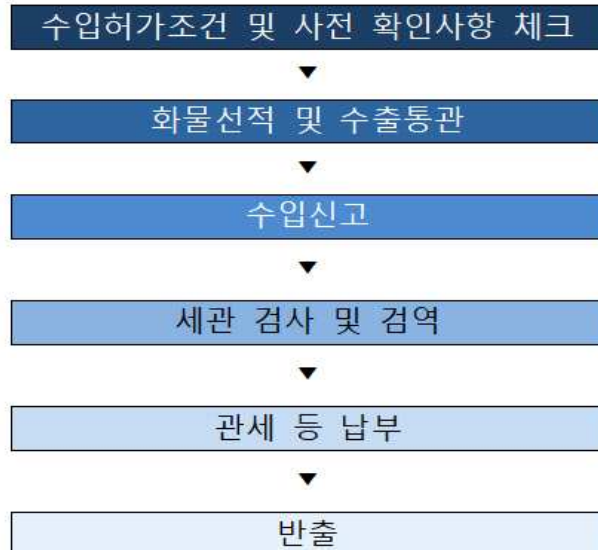 수입허가조건 및 사전 확인사항 체크
▼
화물선적 및 수출통관
▼
수입신고
▼
세관 검사 및 검역
▼
관세 등 납부
▼
반출